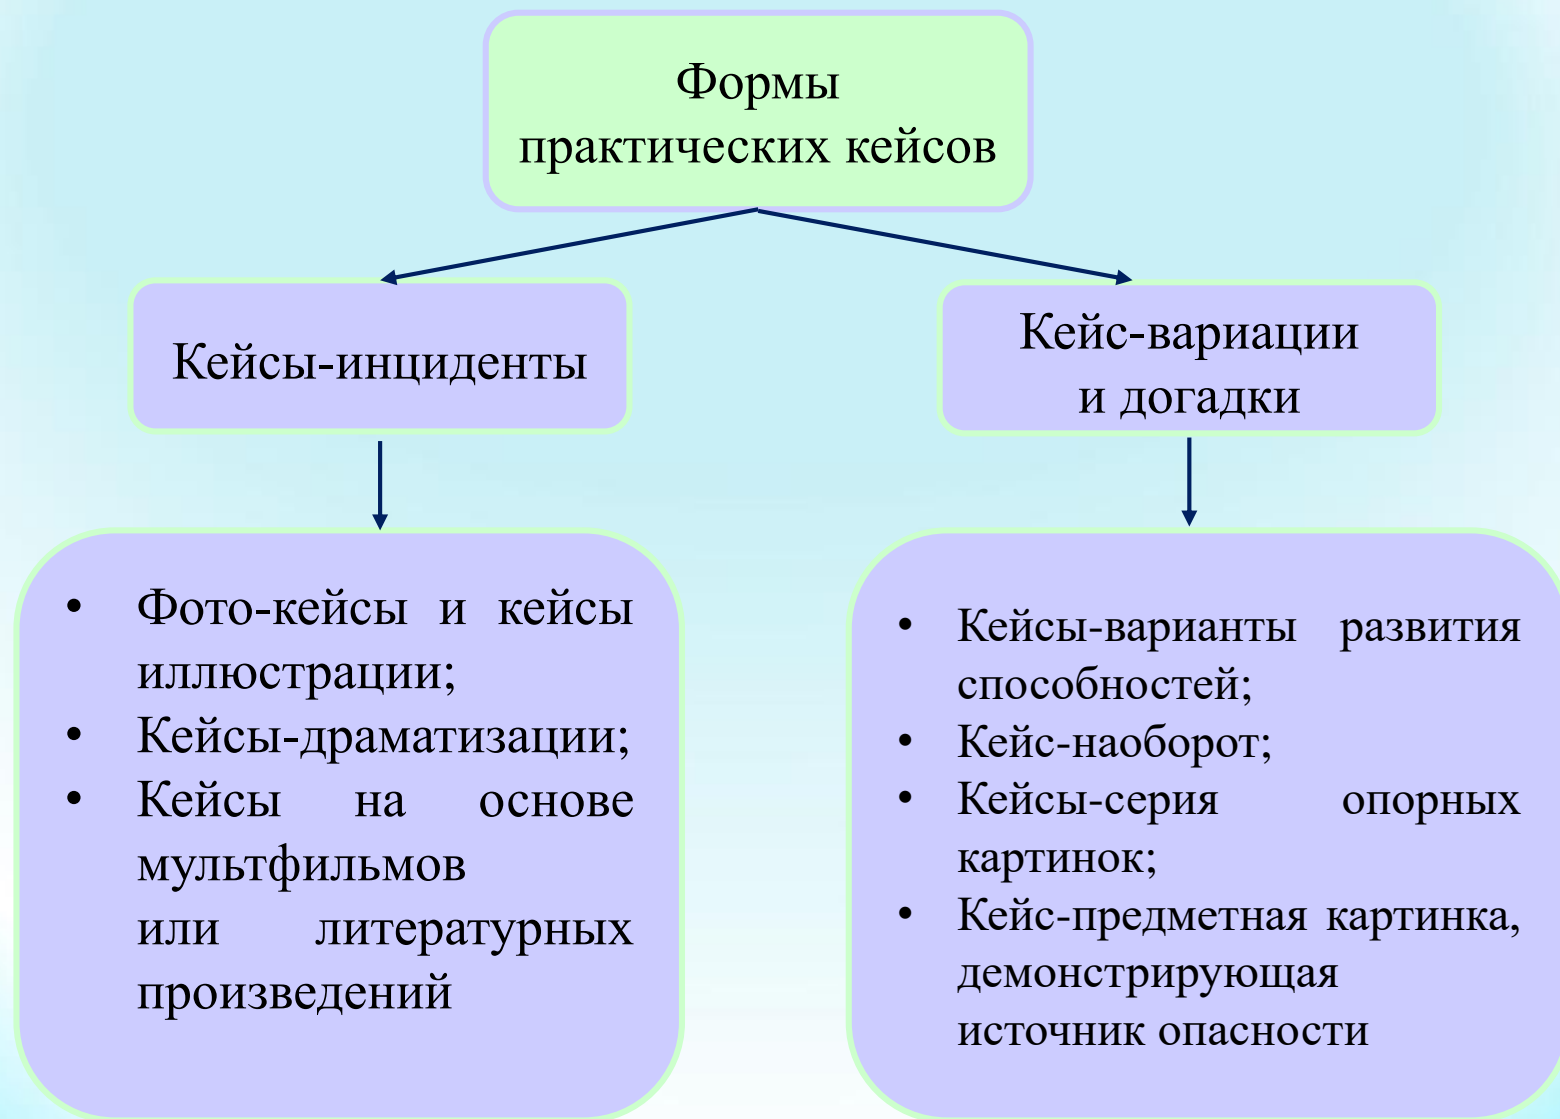 Формы
практических кейсов
Кейсы-инциденты
Кейс-вариации
и догадки
• Фото-кейсы и кейсы
иллюстрации;
• Кейсы-драматизации;
• Кейсы на основе
мультфильмов
или литературных
произведений
• Кейсы-варианты развития
способностей;
• Кейс-наоборот;
• Кейсы-серия опорных
картинок;
• Кейс-предметная картинка,
демонстрирующая
источник опасности